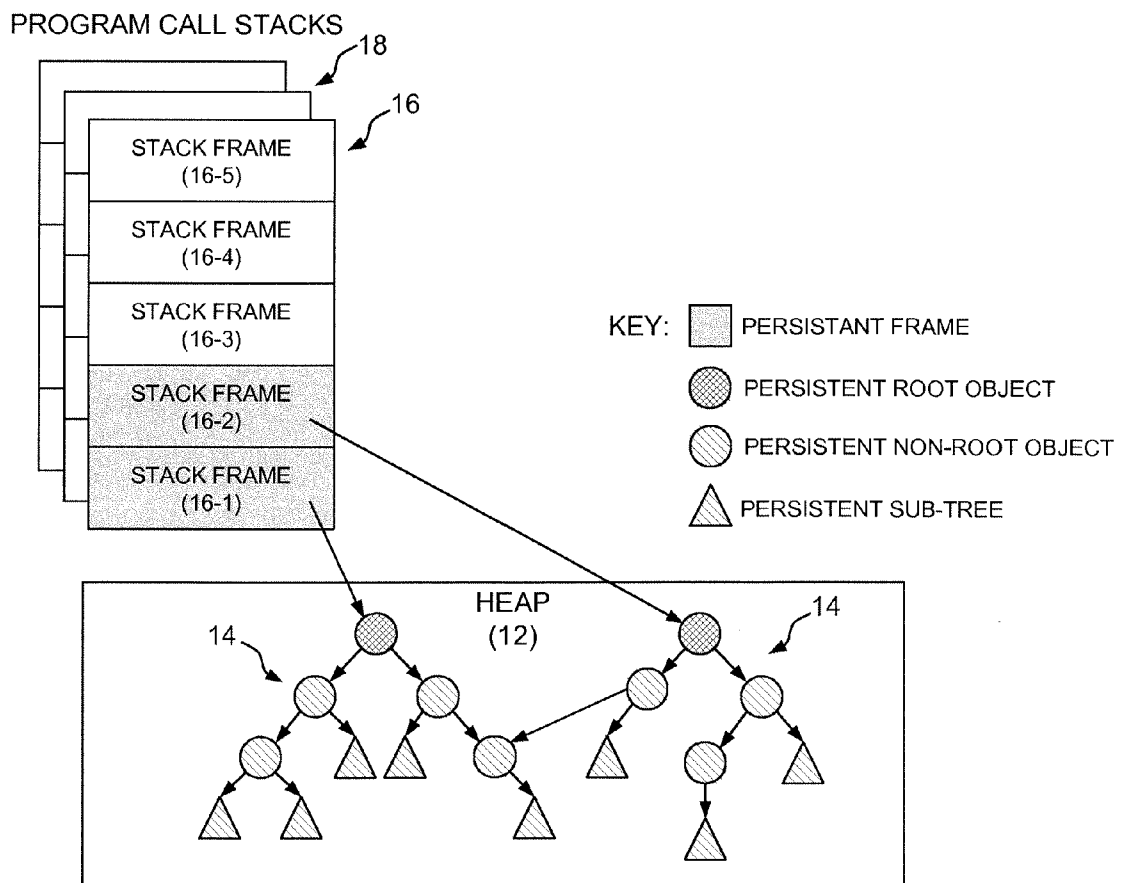 PROGRAM CALL STACKS
18
16
STACK FRAME
(16-5)
STACK FRAME
(16-4)
STACK FRAME
(16-3)
STACK FRAME
(16-2)
STACK FRAME
(16-1)
KEY:
PERSISTANT FRAME
PERSISTENT ROOT OBJECT
PERSISTENT NON-ROOT OBJECT
PERSISTENT SUB-TREE
HEAP
(12)
14
14